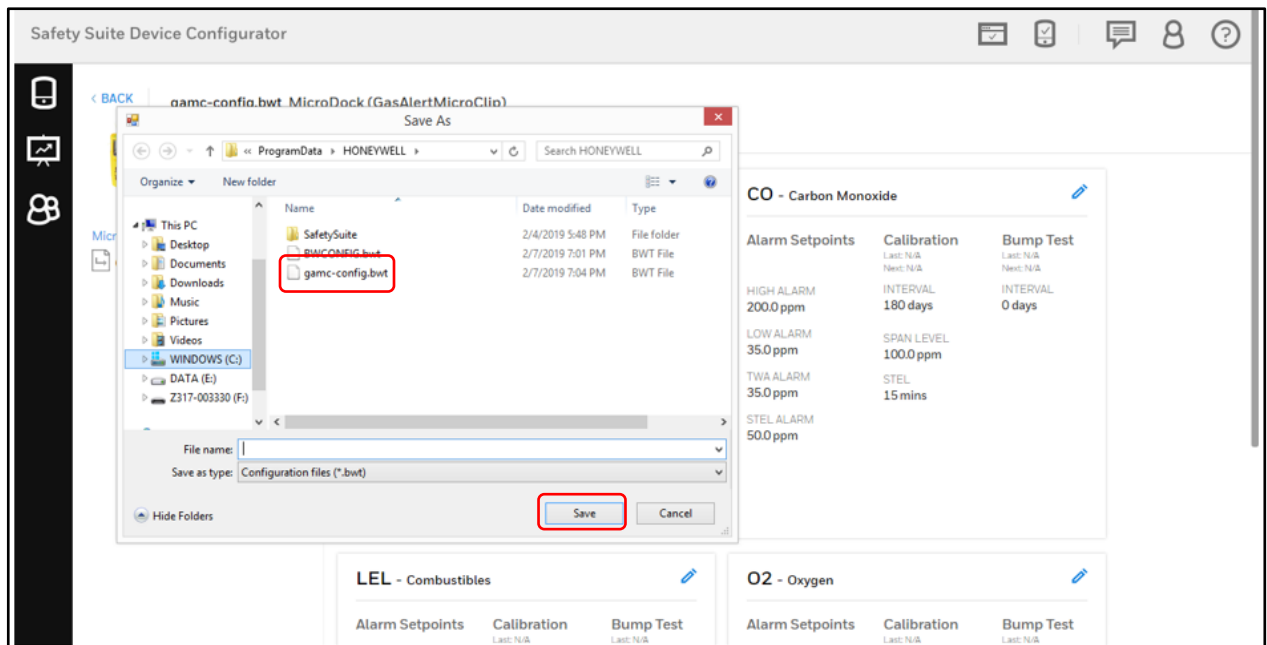 Safety Suite Device Configurator
< BACK
gamc-config.bwt MicroDock (GasAlertMicroClip)
Save As
« ProgramData › HONEYWELL ›
Search HONEYWELL
Organize
New folder
Name Date modified Type
This PC
Desktop
Documents
Downloads
Music
Pictures
Videos
WINDOWS (C:)
DATA (E:)
Z317-003330 (F:)
SafetySuite 2/4/2019 5:48 PM File folder
BWCONFIG.bwt 2/7/2019 7:01 PM BWT File
gamc-config.bwt 2/7/2019 7:04 PM BWT File
File name:
Save as type: Configuration files (*.bwt)
Hide Folders
Save
Cancel
Micr
CO - Carbon Monoxide
Alarm Setpoints Calibration Bump Test
Last: N/A Last: N/A
Next: N/A Next: N/A
HIGH ALARM INTERVAL INTERVAL
200.0 ppm 180 days 0 days
LOW ALARM SPAN LEVEL
35.0 ppm 100.0 ppm
TWA ALARM STEL
35.0 ppm 15 mins
STEL ALARM
50.0 ppm
LEL - Combustibles
Alarm Setpoints Calibration Bump Test
Last: N/A Last: N/A
O2 - Oxygen
Alarm Setpoints Calibration Bump Test
Last: N/A Last: N/A